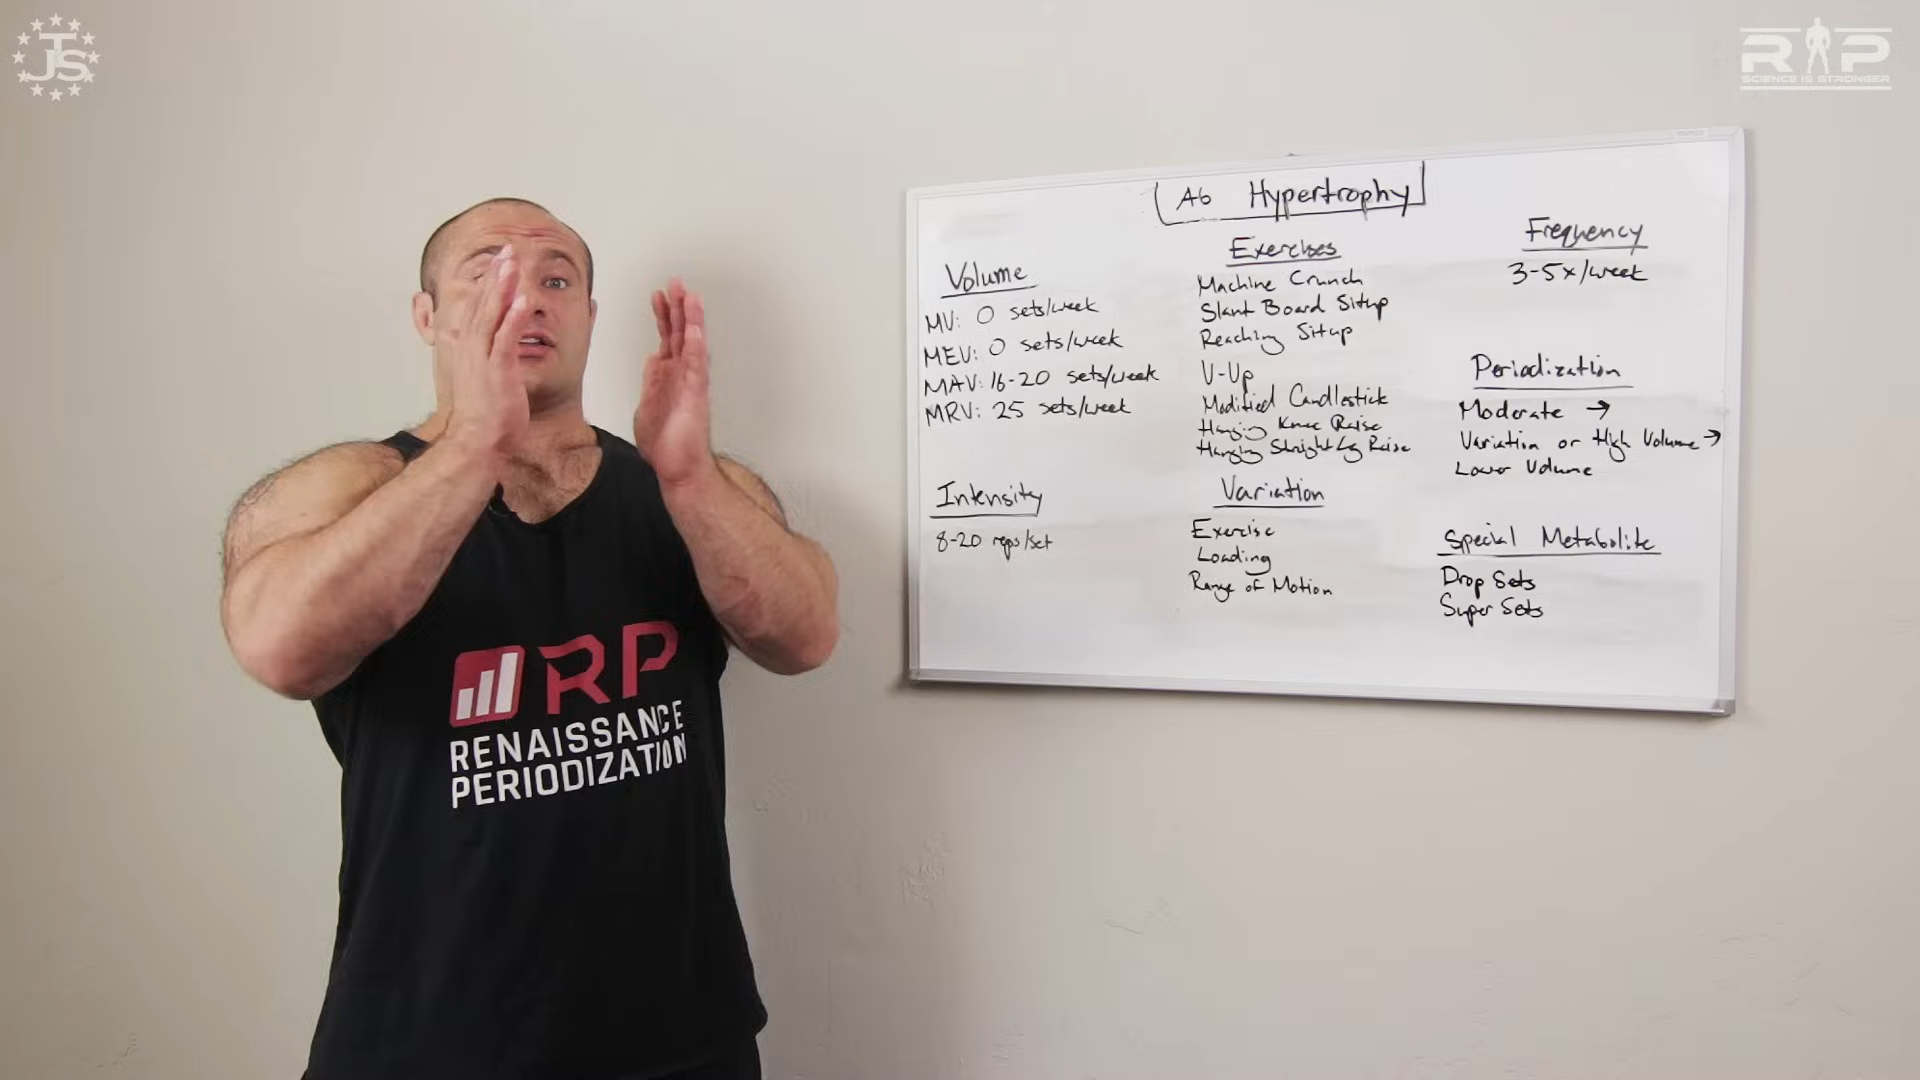 TJS
RP
SCIENCE IS STRONGER
Ab Hypertrophy
Volume
MV: 0 sets/week
MEV: 0 sets/week
MAV: 16-20 sets/week
MRV: 25 sets/week
Intensity
8-20 reps/set
Exercises
Machine Crunch
Slant Board Situp
Reaching Situp
V-Up
Modified Candlestick
Hanging Knee Raise
Hanging Straight Leg Raise
Variation
Exercise
Loading
Range of Motion
Frequency
3-5x/week
Periodization
Moderate →
Variation or High Volume →
Lower Volume
Special Metabolite
Drop Sets
Super Sets
RP
RENAISSANCE
PERIODIZATION